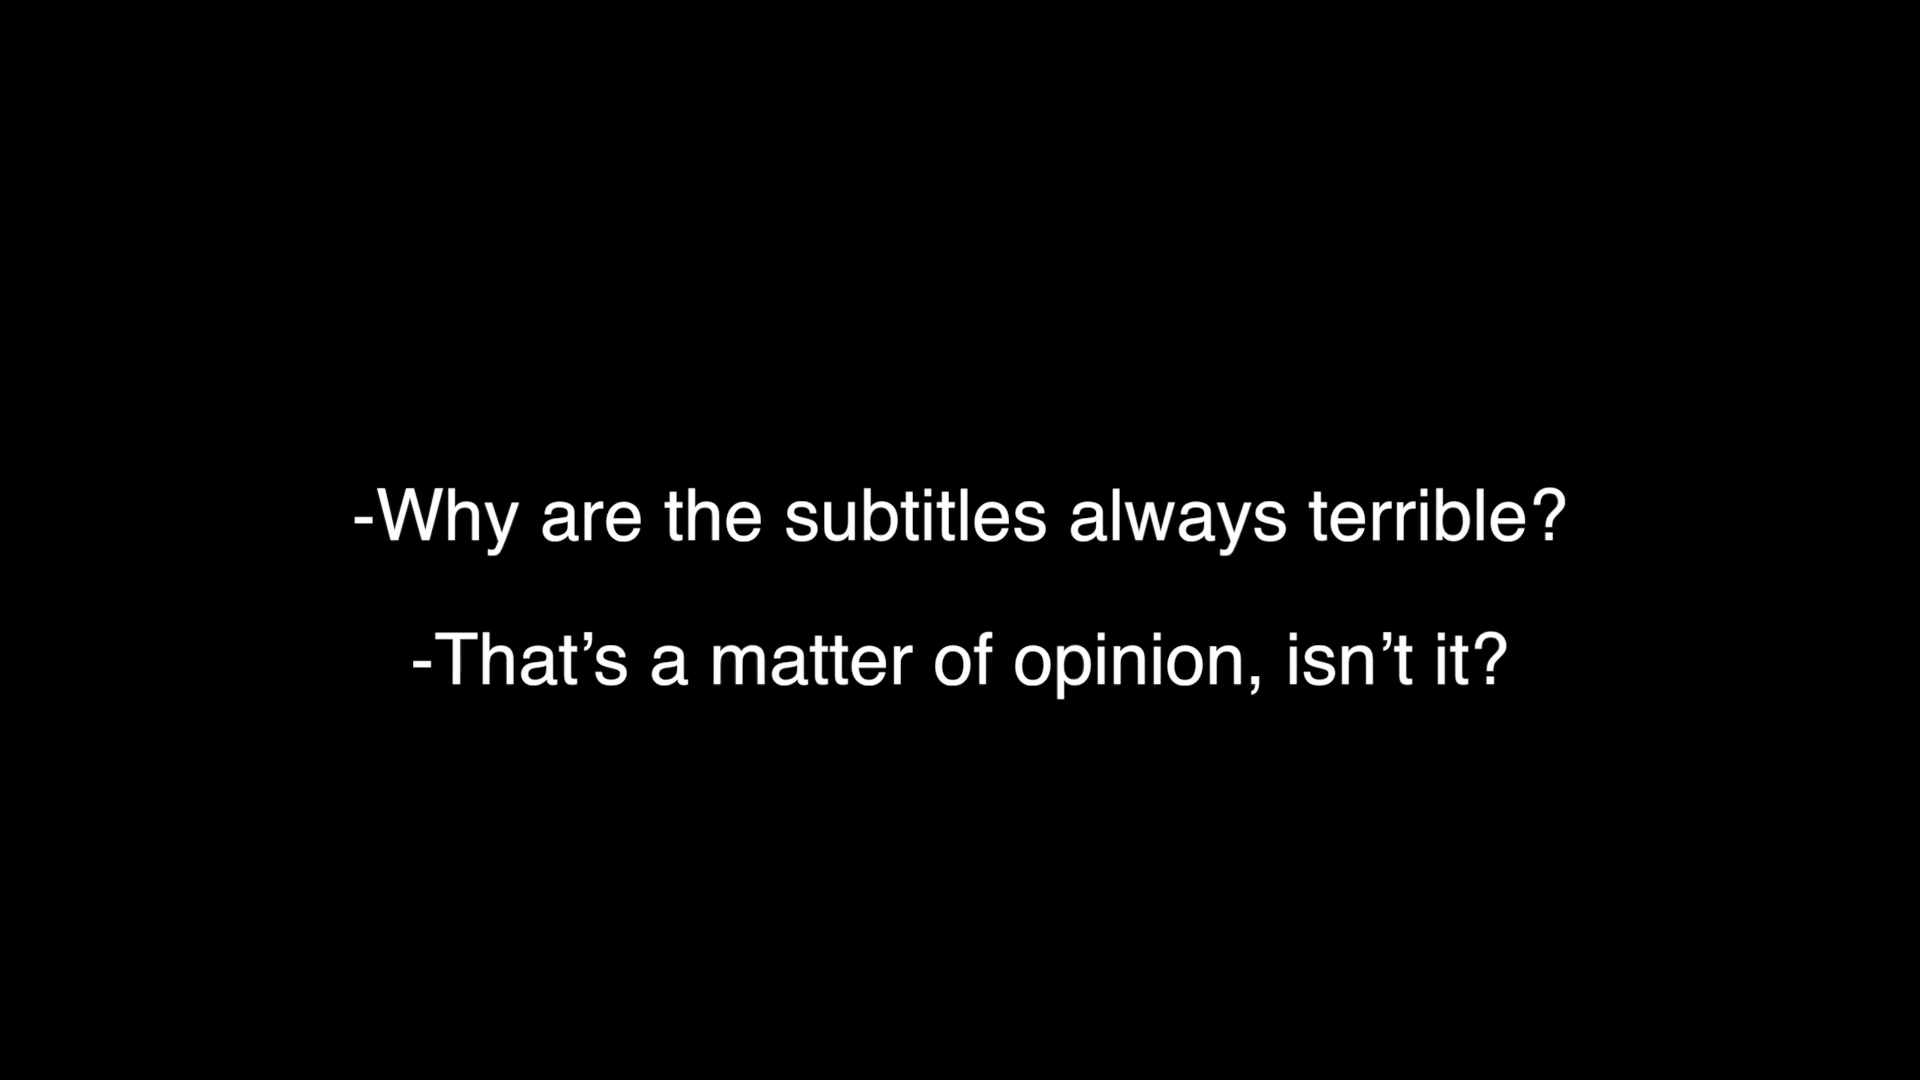 -Why are the subtitles always terrible?
-That’s a matter of opinion, isn’t it?